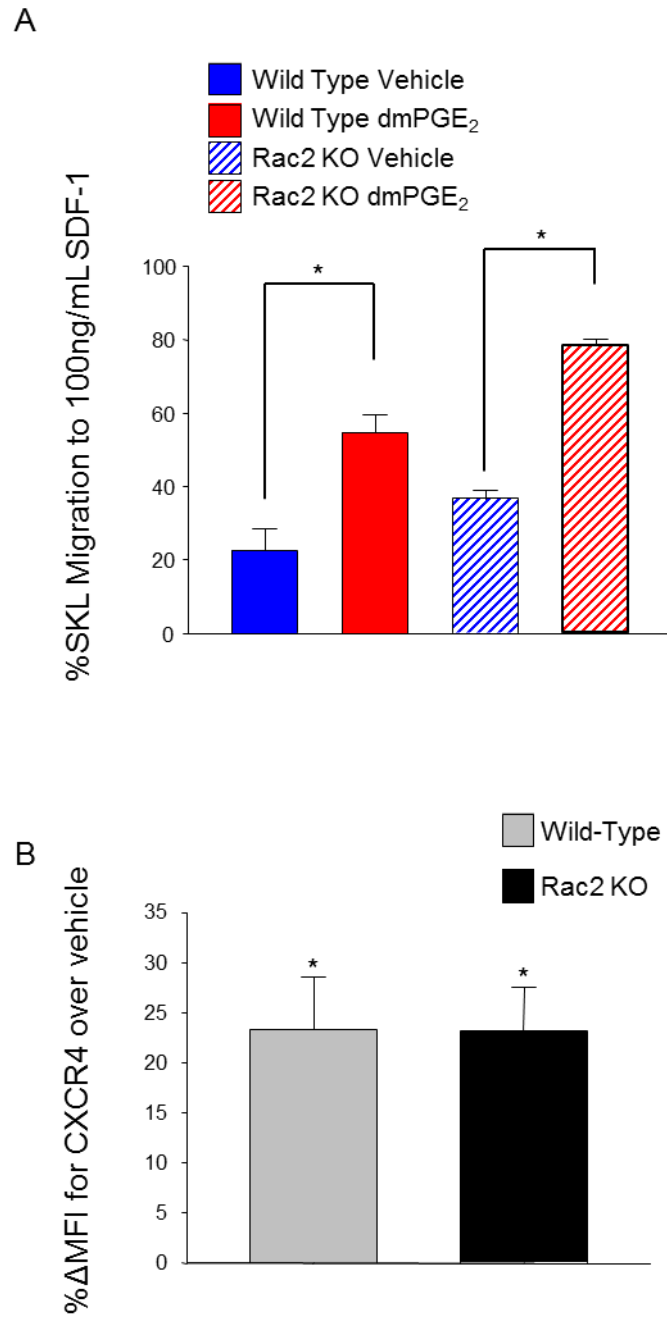 A
Wild Type Vehicle
Wild Type dmPGE₂
Rac2 KO Vehicle
Rac2 KO dmPGE₂
%SKL Migration to 100ng/mL SDF-1
100
80
60
40
20
0
*
*
B
Wild-Type
Rac2 KO
%ΔMFI for CXCR4 over vehicle
35
30
25
20
15
10
5
0
*
*